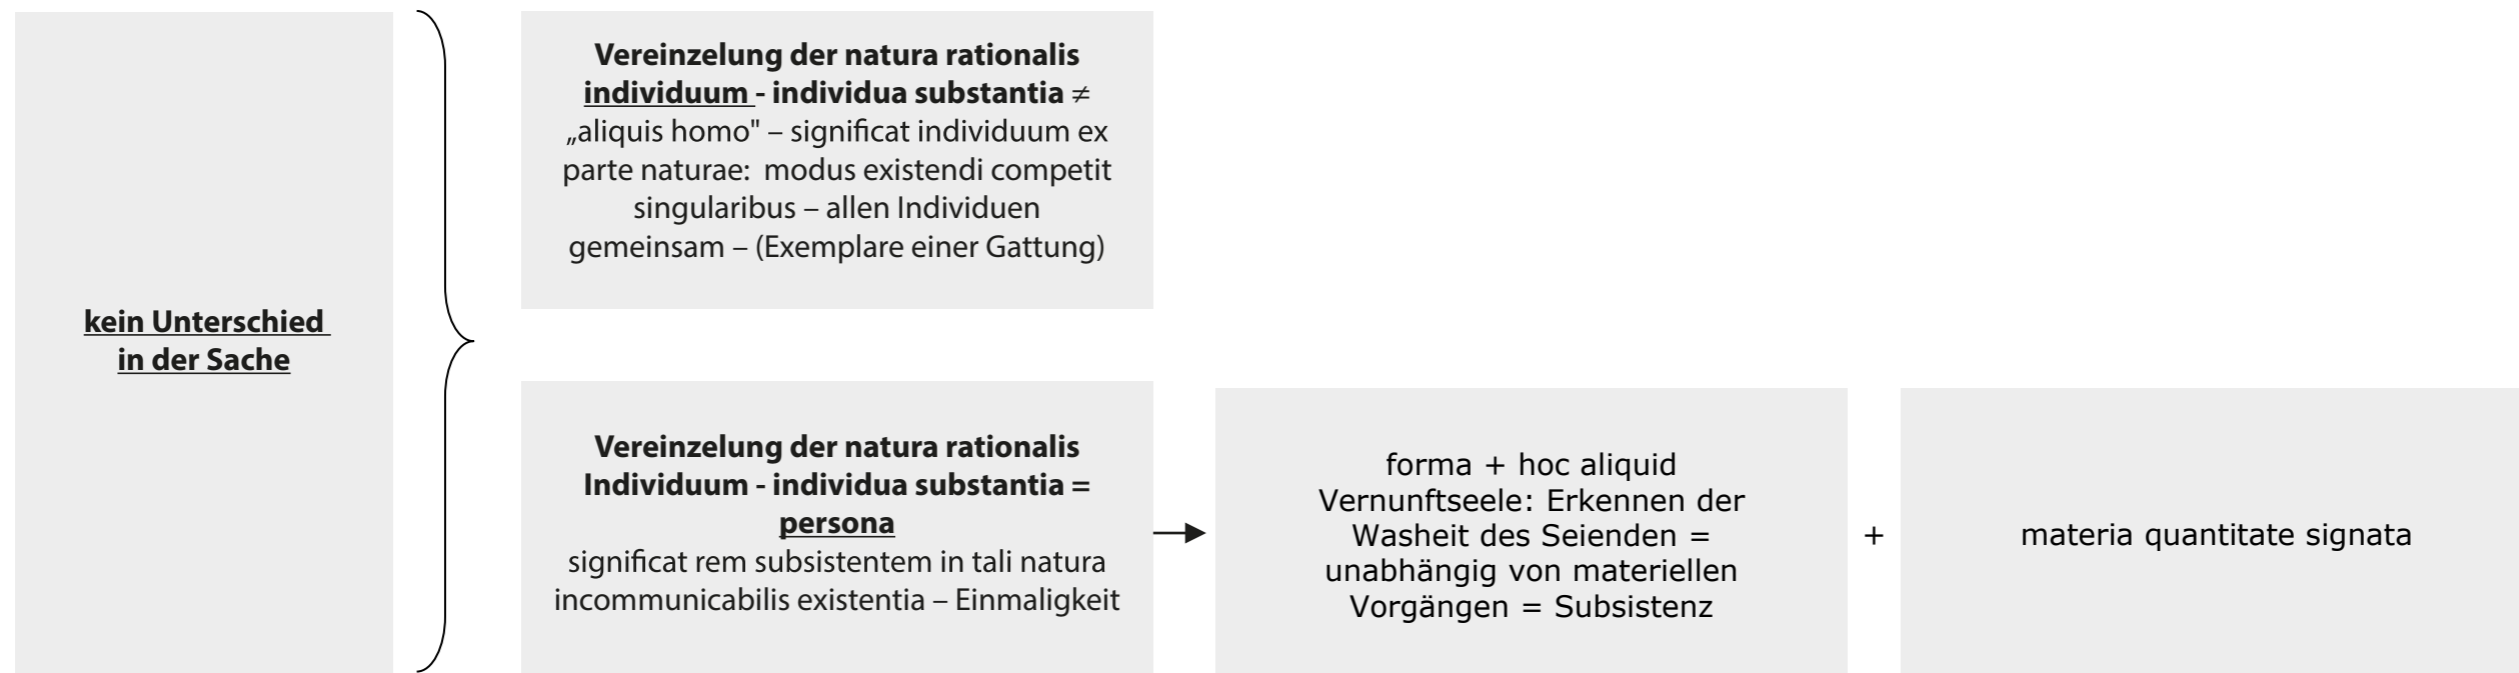 kein Unterschied
in der Sache
Vereinzelung der natura rationalis
individuum - individua substantia ≠
„aliquis homo" – significat individuum ex
parte naturae: modus existendi competit
singularibus – allen Individuen
gemeinsam – (Exemplare einer Gattung)
Vereinzelung der natura rationalis
Individuum - individua substantia =
persona
significat rem subsistentem in tali natura
incommunicabilis existentia – Einmaligkeit
forma + hoc aliquid
Vernunftseele: Erkennen der
Washeit des Seienden =
unabhängig von materiellen
Vorgängen = Subsistenz
+
materia quantitate signata